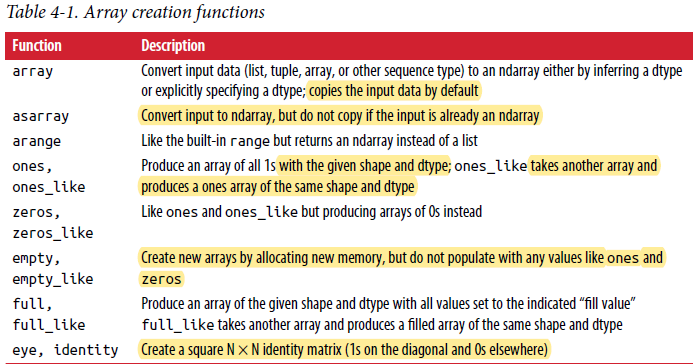 Table 4-1. Array creation functions
Function Description
array Convert input data (list, tuple, array, or other sequence type) to an ndarray either by inferring a dtype
or explicitly specifying a dtype; copies the input data by default
asarray Convert input to ndarray, but do not copy if the input is already an ndarray
arange Like the built-in range but returns an ndarray instead of a list
ones, Produce an array of all 1s with the given shape and dtype; ones_like takes another array and
ones_like produces a ones array of the same shape and dtype
zeros, Like ones and ones_like but producing arrays of 0s instead
zeros_like
empty, Create new arrays by allocating new memory, but do not populate with any values like ones and
empty_like zeros
full, Produce an array of the given shape and dtype with all values set to the indicated “fill value”
full_like full_like takes another array and produces a filled array of the same shape and dtype
eye, identity Create a square N × N identity matrix (1s on the diagonal and 0s elsewhere)